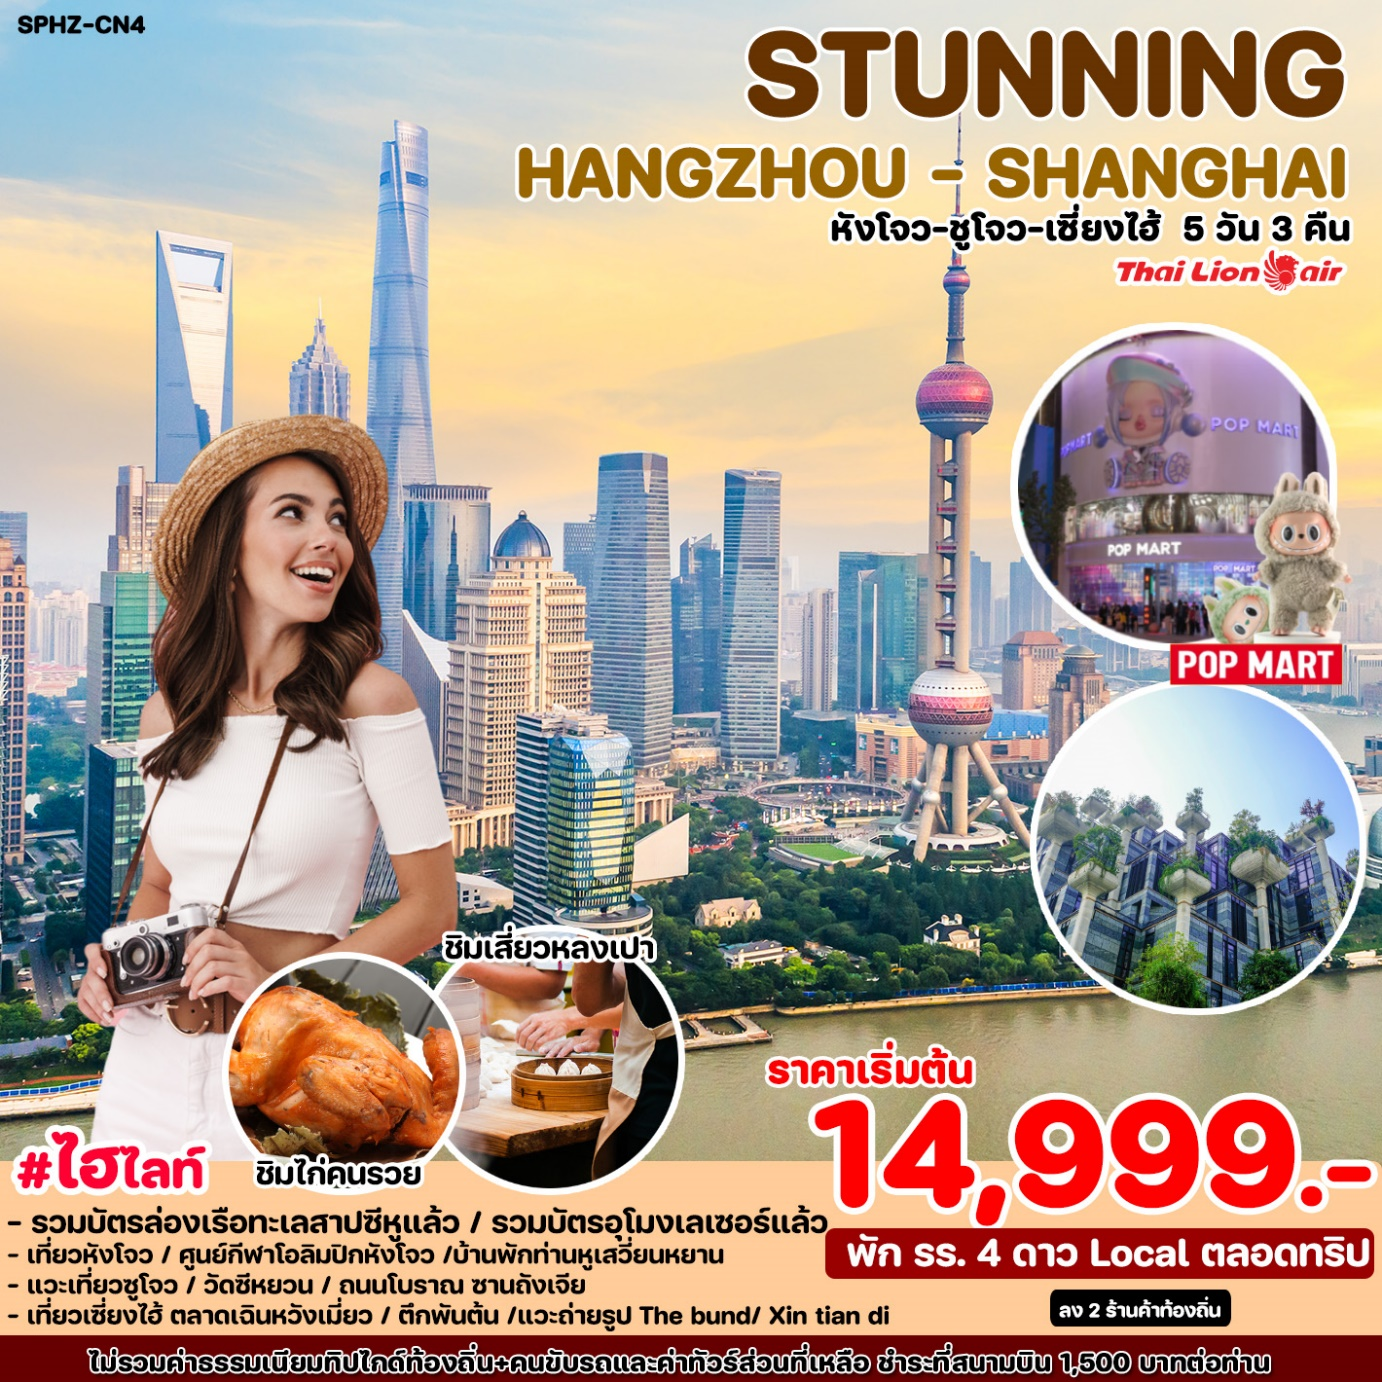 SPHZ-CN4
STUNNING
HANGZHOU - SHANGHAI
หังโจว-ซูโจว-เซี่ยงไฮ้ 5 วัน 3 คืน
Thai Lion air
POP MART
POP MART
POP MART
POP MART
ชิมเสี่ยวหลงเปา
ชิมไก่คนรวย
ราคาเริ่มต้น
14,999.-
พัก รร. 4 ดาว Local ตลอดทริป
ลง 2 ร้านค้าท้องถิ่น
#ไฮไลท์
- รวมบัตรล่องเรือทะเลสาปซีหูแล้ว / รวมบัตรอุโมงเลเซอร์แล้ว
- เที่ยวหังโจว / ศูนย์กีฬาโอลิมปิกหังโจว /บ้านพักท่านหูเสวี่ยนหยาน
- แวะเที่ยวซูโจว / วัดซีหยวน / ถนนโบราณ ซานถังเจีย
- เที่ยวเซี่ยงไฮ้ ตลาดเฉินหวังเมี่ยว / ตึกพันต้น /แวะถ่ายรูป The bund/ Xin tian di
ไม่รวมค่าธรรมเนียมทิปไกด์ท้องถิ่น+คนขับรถและค่าทัวร์ส่วนที่เหลือ ชำระที่สนามบิน 1,500 บาทต่อท่าน